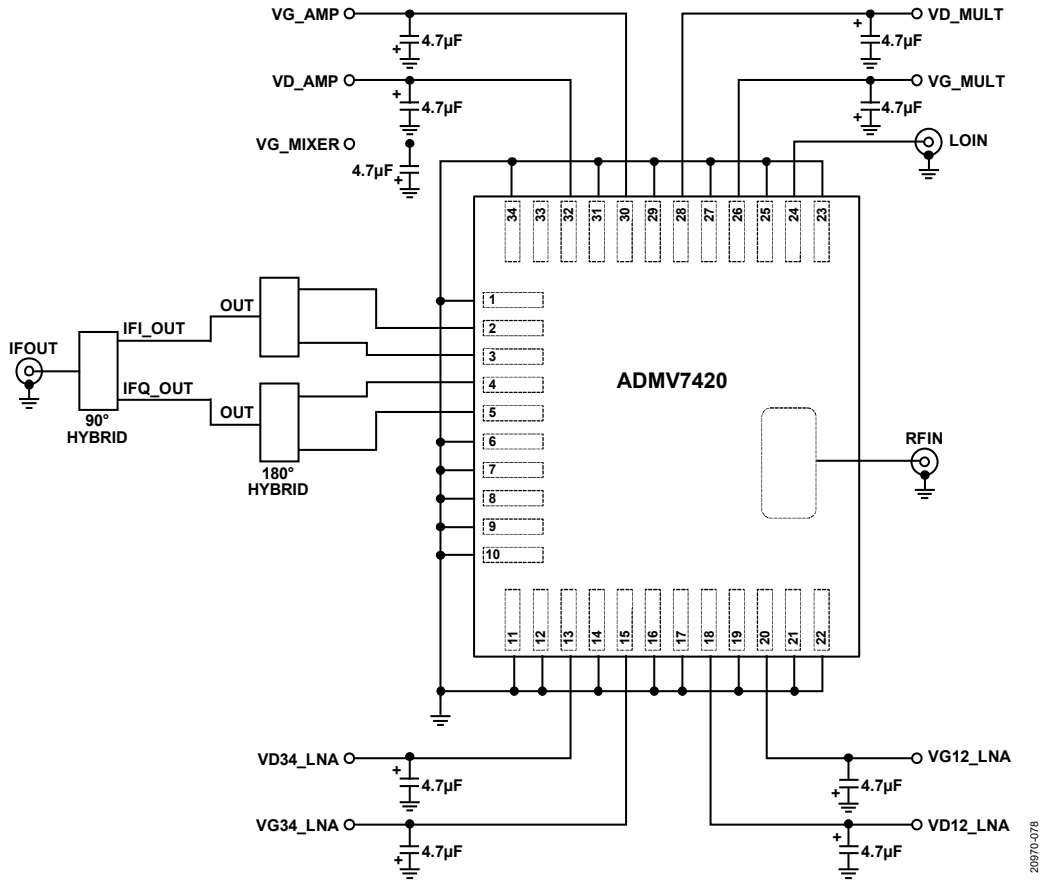 VG_AMP
+
4.7µF
VD_MULT
+
4.7µF
VD_AMP
+
4.7µF
VG_MULT
+
4.7µF
VG_MIXER
4.7µF
+
LOIN
34 33 32 31 30 29 28 27 26 25 24 23
1
2
3
4
5
6
7
8
9
10
OUT
IFI_OUT
IFOUT
IFQ_OUT
OUT
90°
HYBRID
180°
HYBRID
ADMV7420
RFIN
11 12 13 14 15 16 17 18 19 20 21 22
VD34_LNA
+
4.7µF
VG12_LNA
+
4.7µF
VG34_LNA
+
4.7µF
VD12_LNA
+
4.7µF
20970-078